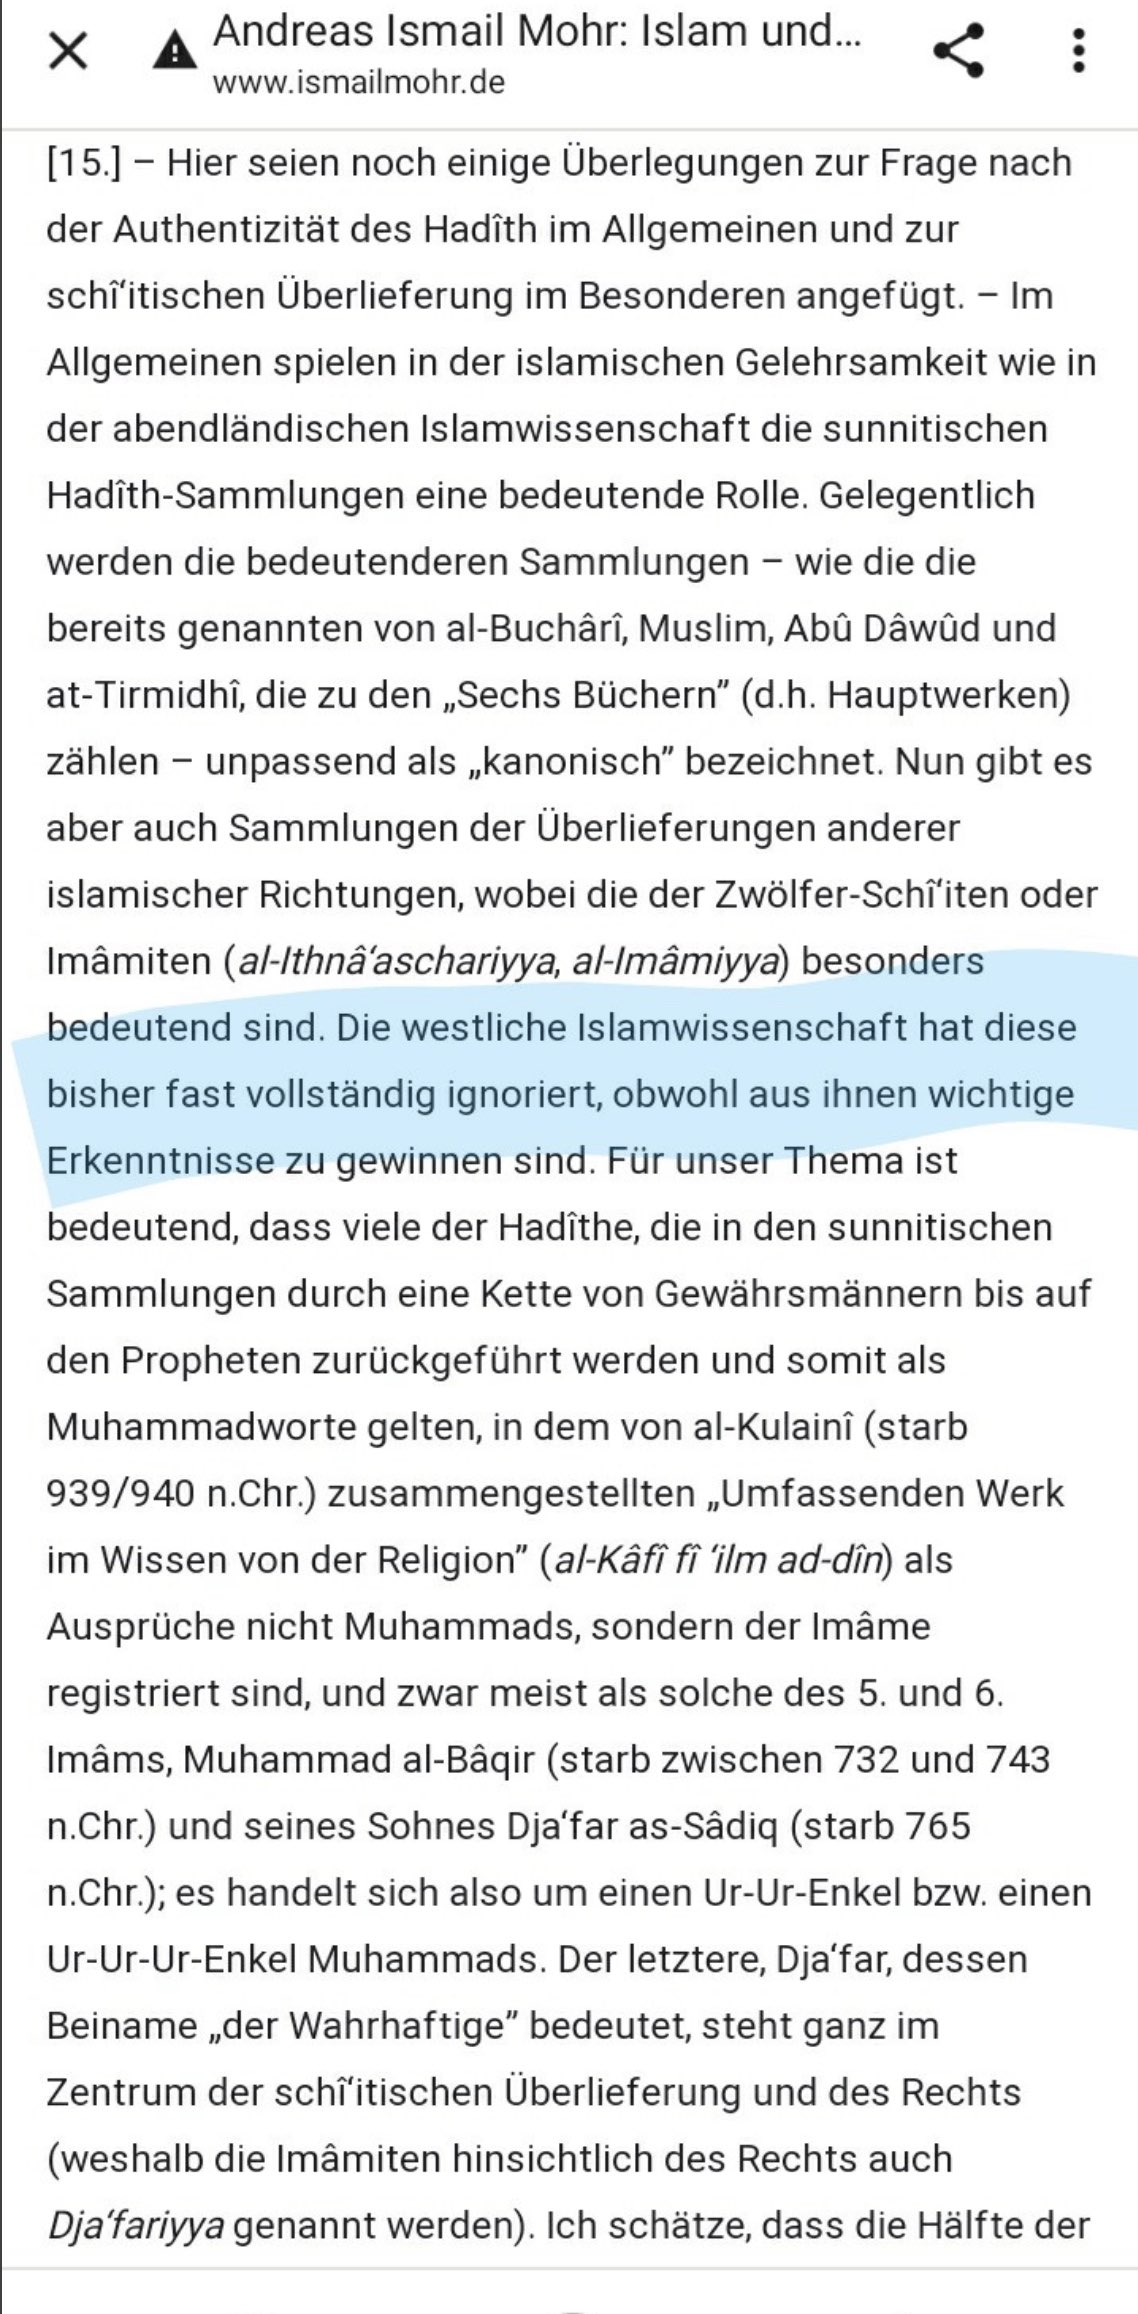 Andreas Ismail Mohr: Islam und...
www.ismailmohr.de
[15.] – Hier seien noch einige Überlegungen zur Frage nach
der Authentizität des Hadîth im Allgemeinen und zur
schî‘itischen Überlieferung im Besonderen angefügt. – Im
Allgemeinen spielen in der islamischen Gelehrsamkeit wie in
der abendländischen Islamwissenschaft die sunnitischen
Hadîth-Sammlungen eine bedeutende Rolle. Gelegentlich
werden die bedeutenderen Sammlungen – wie die die
bereits genannten von al-Buchârî, Muslim, Abû Dâwûd und
at-Tirmidhî, die zu den „Sechs Büchern” (d.h. Hauptwerken)
zählen – unpassend als „kanonisch” bezeichnet. Nun gibt es
aber auch Sammlungen der Überlieferungen anderer
islamischer Richtungen, wobei die der Zwölfer-Schî‘iten oder
Imâmiten (al-Ithnâ‘aschariyya, al-Imâmiyya) besonders
bedeutend sind. Die westliche Islamwissenschaft hat diese
bisher fast vollständig ignoriert, obwohl aus ihnen wichtige
Erkenntnisse zu gewinnen sind. Für unser Thema ist
bedeutend, dass viele der Hadîthe, die in den sunnitischen
Sammlungen durch eine Kette von Gewährsmännern bis auf
den Propheten zurückgeführt werden und somit als
Muhammadworte gelten, in dem von al-Kulainî (starb
939/940 n.Chr.) zusammengestellten „Umfassenden Werk
im Wissen von der Religion” (al-Kâfî fî ‘ilm ad-dîn) als
Aussprüche nicht Muhammads, sondern der Imâme
registriert sind, und zwar meist als solche des 5. und 6.
Imâms, Muhammad al-Bâqir (starb zwischen 732 und 743
n.Chr.) und seines Sohnes Dja‘far as-Sâdiq (starb 765
n.Chr.); es handelt sich also um einen Ur-Ur-Enkel bzw. einen
Ur-Ur-Ur-Enkel Muhammads. Der letztere, Dja‘far, dessen
Beiname „der Wahrhaftige” bedeutet, steht ganz im
Zentrum der schî‘itischen Überlieferung und des Rechts
(weshalb die Imâmiten hinsichtlich des Rechts auch
Dja‘fariyya genannt werden). Ich schätze, dass die Hälfte der